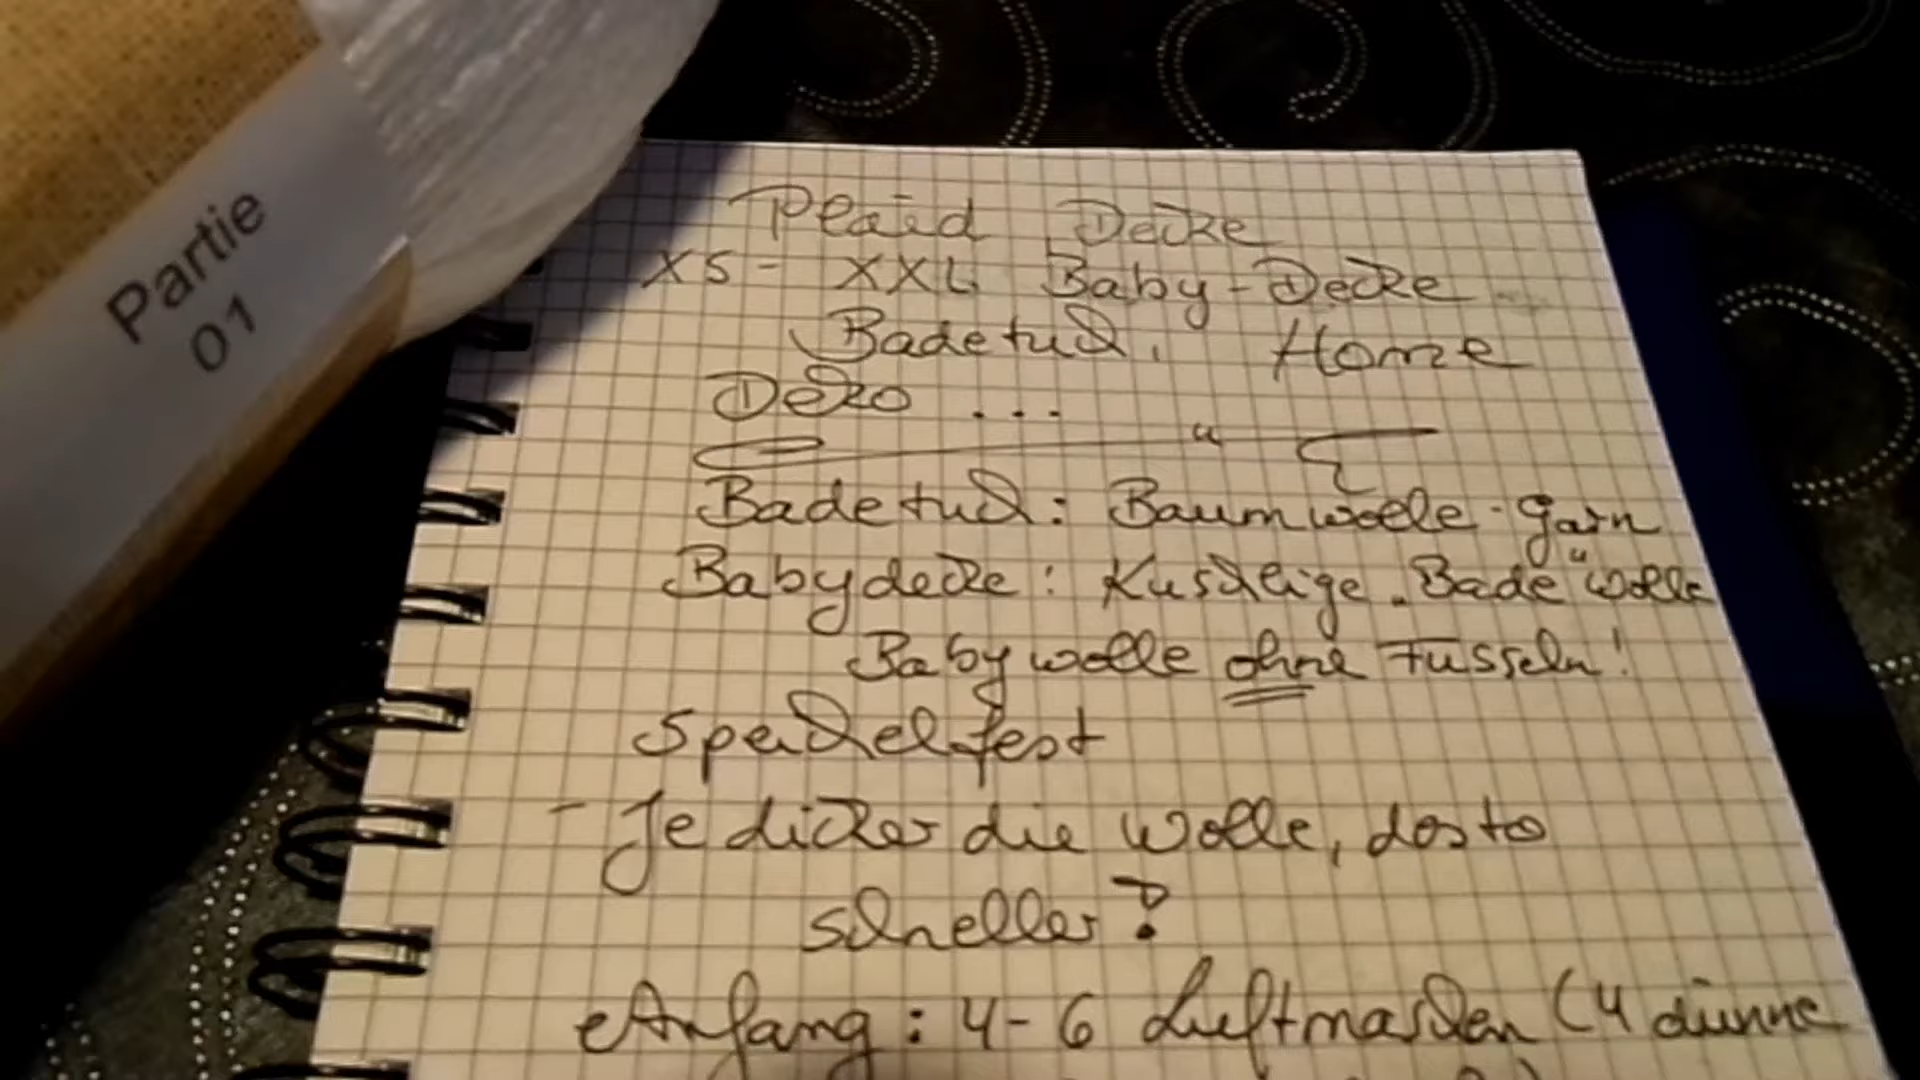 Partie
01
Plaid Decke
XS - XXL Baby-Decke
Badetuch, Home
Deko ...
Badetuch: Baumwolle-garn
Babydecke: Kuschelige "Bade" wolle
Babywolle ohne Fusseln!
Speichelfest
- Je dicker die Wolle, desto
schneller?
Anfang: 4-6 Luftmaschen (4 dünne